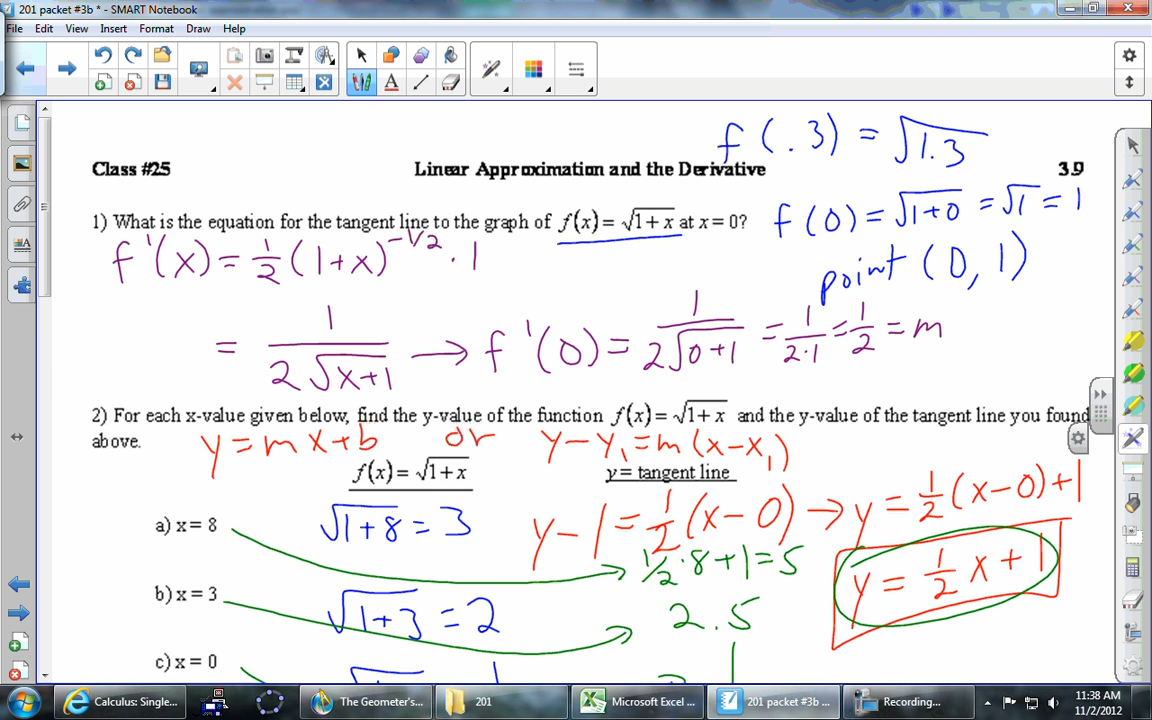 201 packet #3b * - SMART Notebook
File Edit View Insert Format Draw Help
f(.3) = √1.3
Class #25 Linear Approximation and the Derivative 3.9
1) What is the equation for the tangent line to the graph of f(x) = √1+x at x = 0?
f(0) = √1+0 = √1 = 1
f'(x) = 1/2 (1+x)^-1/2 · 1
point (0, 1)
= 1/(2√x+1) → f'(0) = 1/(2√0+1) = 1/(2·1) = 1/2 = m
2) For each x-value given below, find the y-value of the function f(x) = √1+x and the y-value of the tangent line you found
above.
y = mx+b or y-y₁ = m(x-x₁)
f(x) = √1+x y = tangent line
y-1 = 1/2 (x-0) → y = 1/2 (x-0)+1
a) x = 8 √1+8 = 3 1/2·8+1=5
y = 1/2 x+1
b) x = 3 √1+3 = 2 2.5
c) x = 0 1
Calculus: Single... The Geometer's... 201 Microsoft Excel ... 201 packet #3b ... Recording...
11:38 AM
11/2/2012